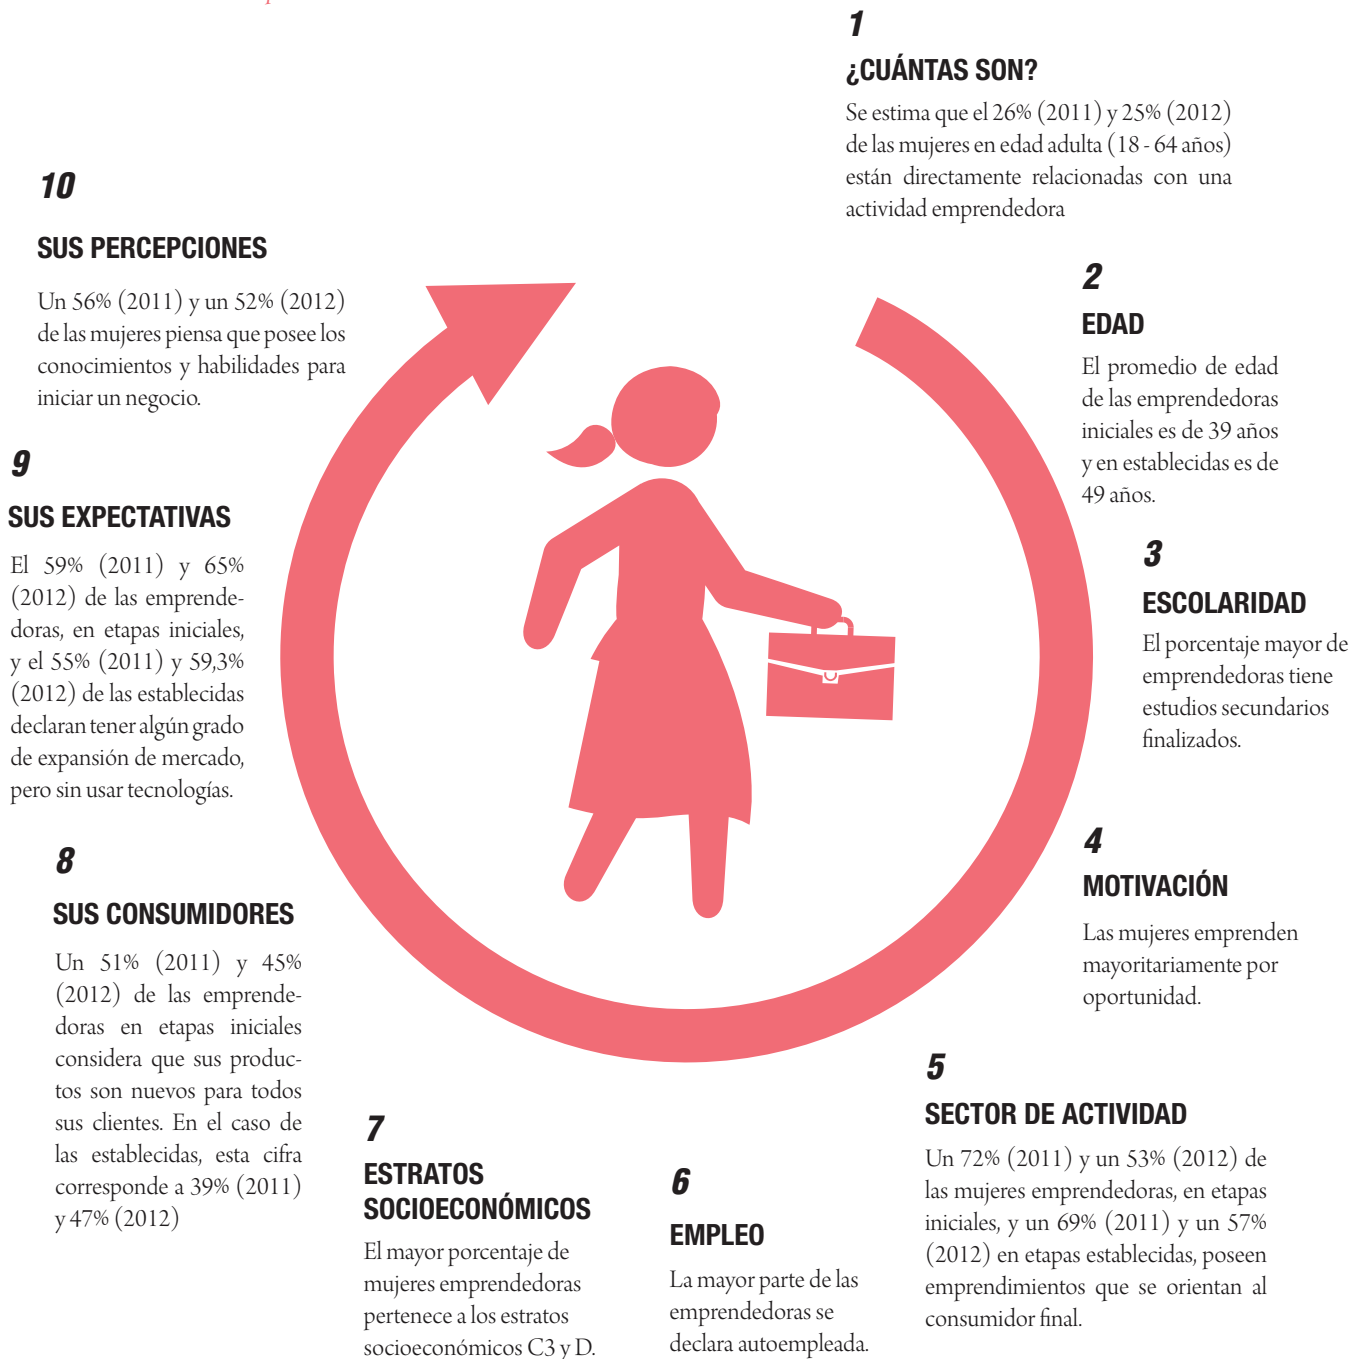 1
¿CUÁNTAS SON?
Se estima que el 26% (2011) y 25% (2012)
de las mujeres en edad adulta (18 - 64 años)
están directamente relacionadas con una
actividad emprendedora
2
EDAD
El promedio de edad
de las emprendedoras
iniciales es de 39 años
y en establecidas es de
49 años.
3
ESCOLARIDAD
El porcentaje mayor de
emprendedoras tiene
estudios secundarios
finalizados.
4
MOTIVACIÓN
Las mujeres emprenden
mayoritariamente por
oportunidad.
5
SECTOR DE ACTIVIDAD
Un 72% (2011) y un 53% (2012) de
las mujeres emprendedoras, en etapas
iniciales, y un 69% (2011) y un 57%
(2012) en etapas establecidas, poseen
emprendimientos que se orientan al
consumidor final.
6
EMPLEO
La mayor parte de las
emprendedoras se
declara autoempleada.
7
ESTRATOS
SOCIOECONÓMICOS
El mayor porcentaje de
mujeres emprendedoras
pertenece a los estratos
socioeconómicos C3 y D.
8
SUS CONSUMIDORES
Un 51% (2011) y 45%
(2012) de las emprende-
doras en etapas iniciales
considera que sus produc-
tos son nuevos para todos
sus clientes. En el caso de
las establecidas, esta cifra
corresponde a 39% (2011)
y 47% (2012)
9
SUS EXPECTATIVAS
El 59% (2011) y 65%
(2012) de las emprende-
doras, en etapas iniciales,
y el 55% (2011) y 59,3%
(2012) de las establecidas
declaran tener algún grado
de expansión de mercado,
pero sin usar tecnologías.
10
SUS PERCEPCIONES
Un 56% (2011) y un 52% (2012)
de las mujeres piensa que posee los
conocimientos y habilidades para
iniciar un negocio.